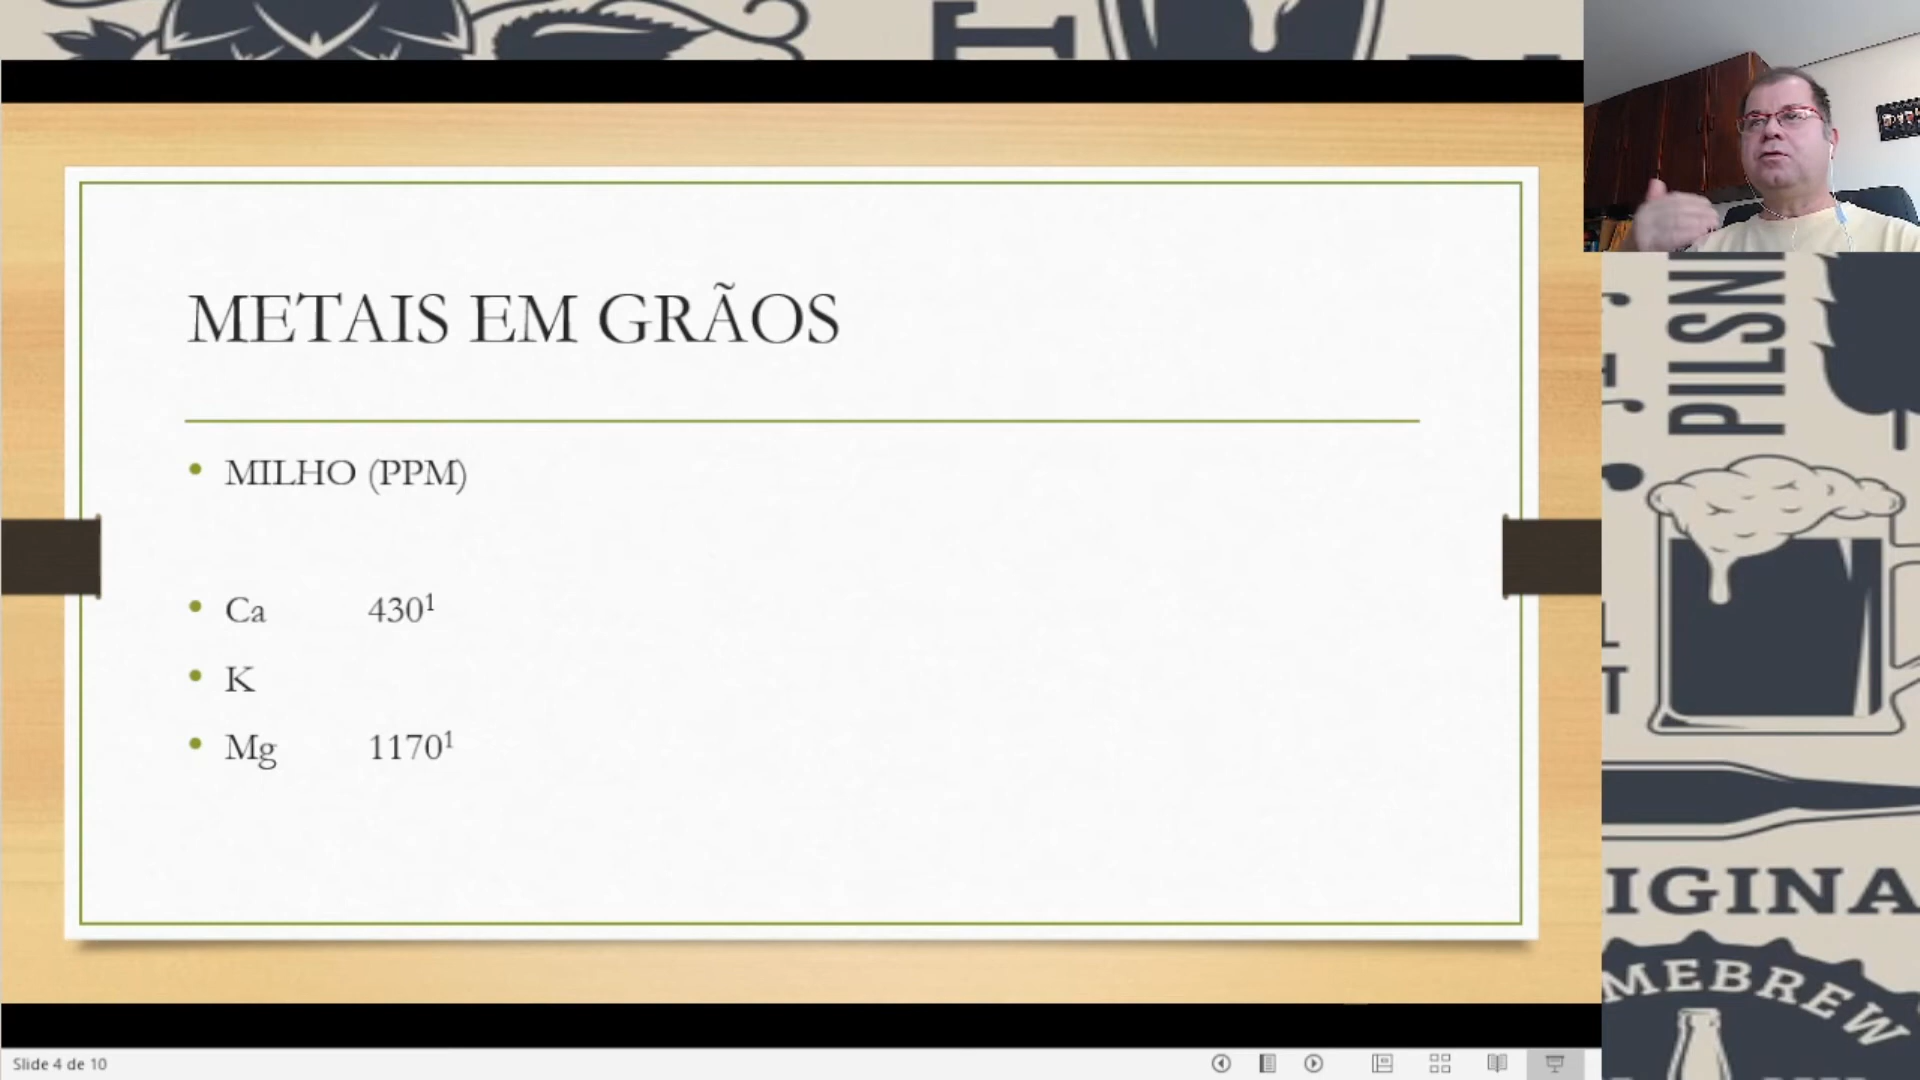 METAIS EM GRÃOS
• MILHO (PPM)
• Ca 430¹
• K
• Mg 1170¹
PILSN
IGINA
MEBREW
Slide 4 de 10